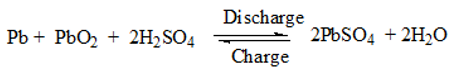 Discharge
Pb + PbO₂ + 2H₂SO₄ ⇌ 2PbSO₄ + 2H₂O
Charge